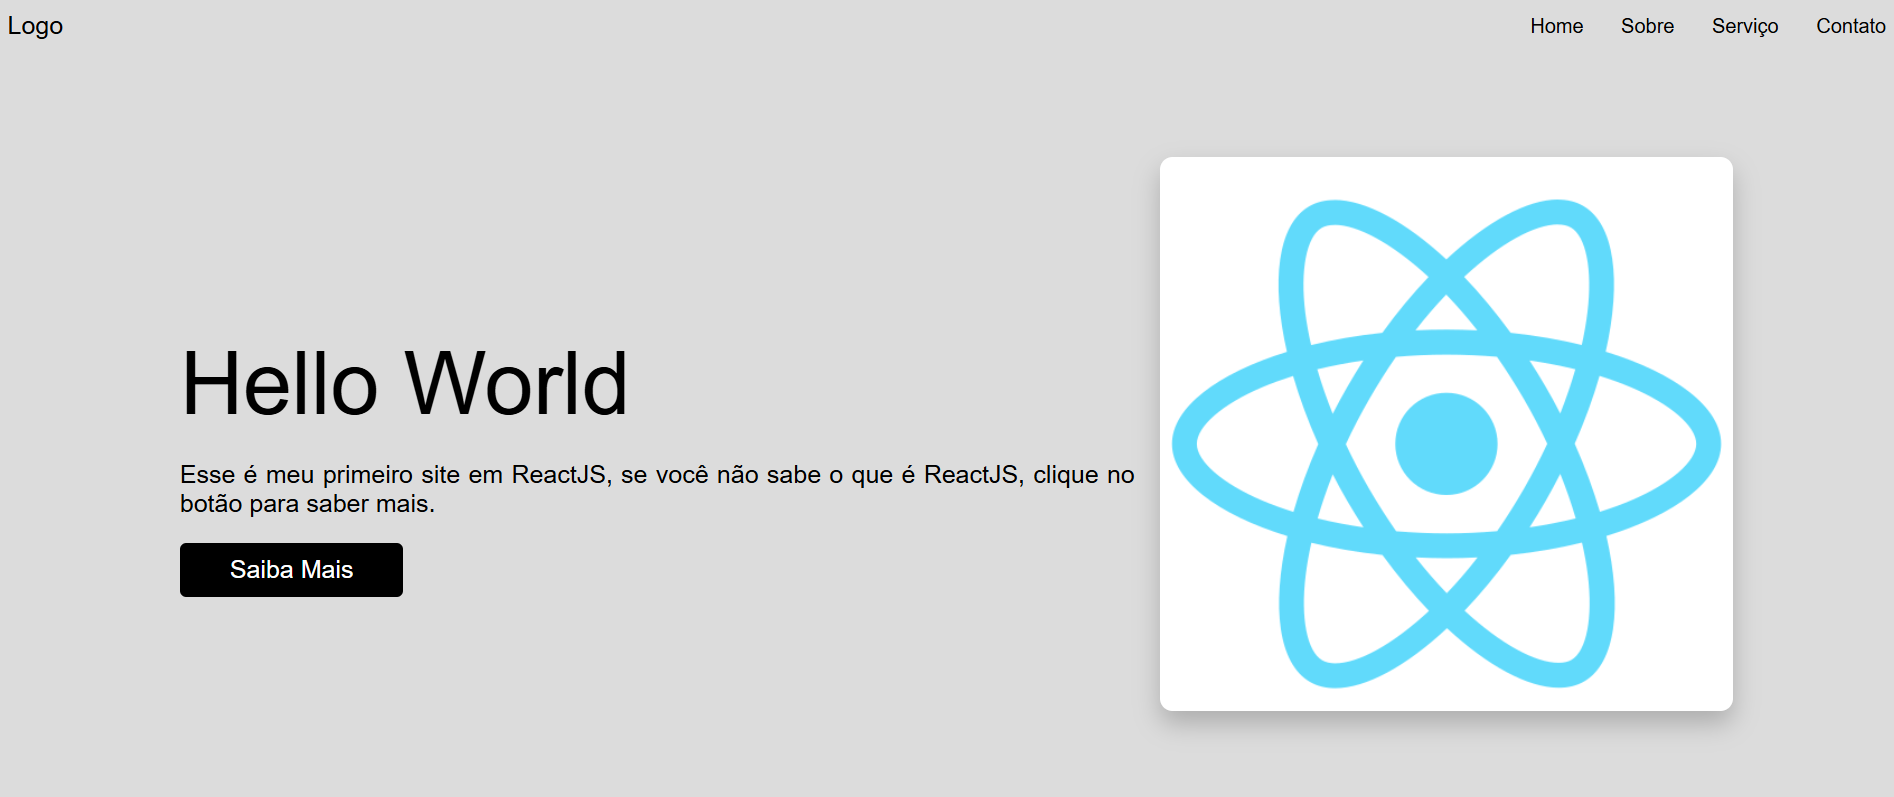 Logo
Home Sobre Serviço Contato
Hello World
Esse é meu primeiro site em ReactJS, se você não sabe o que é ReactJS, clique no
botão para saber mais.
Saiba Mais